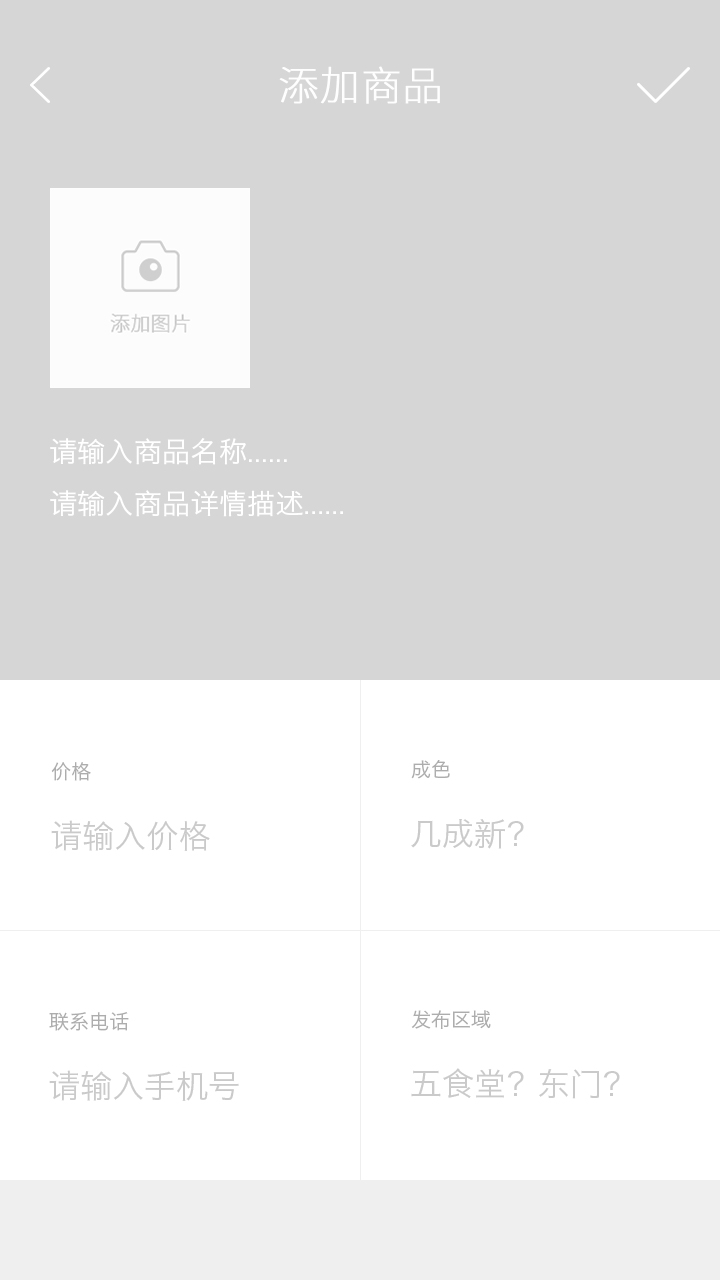 添加商品
添加图片
请输入商品名称......
请输入商品详情描述......
价格
请输入价格
成色
几成新?
联系电话
请输入手机号
发布区域
五食堂? 东门?